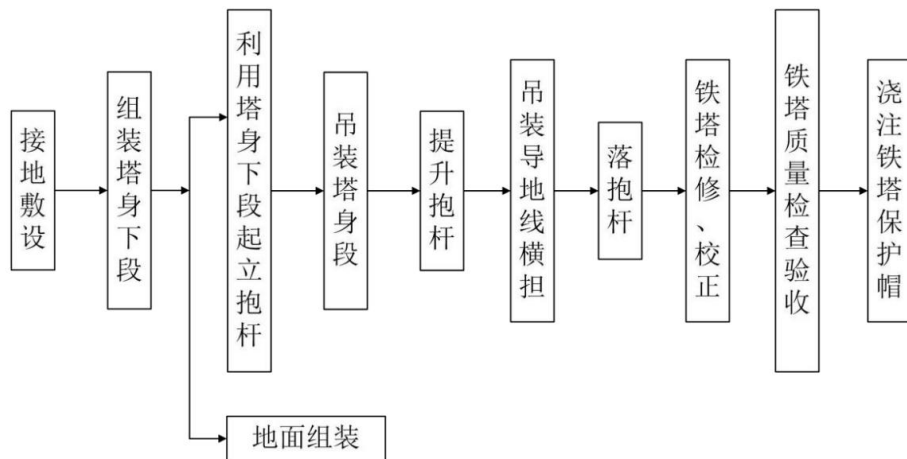 接地敷设
组装塔身下段
利用塔身下段起立抱杆
吊装塔身段
提升抱杆
吊装导地线横担
落抱杆
铁塔检修、校正
铁塔质量检查验收
浇注铁塔保护帽
地面组装